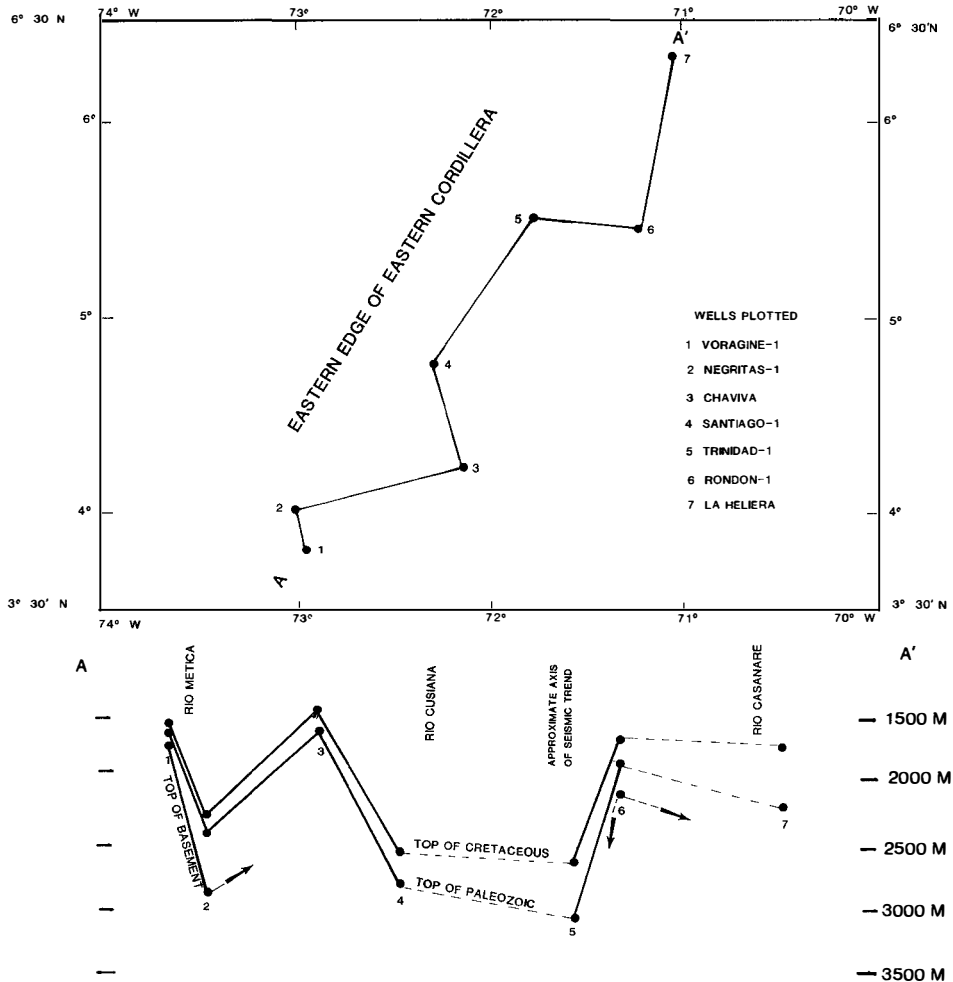 74° W 73° 72° 71° 70° W
6° 30 N 6° 30'N
A'
7
6° 6°
EASTERN EDGE OF EASTERN CORDILLERA
5 6
5° 5°
WELLS PLOTTED
1 VORAGINE-1
2 NEGRITAS-1
3 CHAVIVA
4 SANTIAGO-1
5 TRINIDAD-1
6 RONDON-1
7 LA HELIERA
4
3
2
4° 4°
1
A
3° 30' N 3° 30' N
74° W 73° 72° 71° 70° W
A A'
RIO METICA
RIO CUSIANA
APPROXIMATE AXIS
OF SEISMIC TREND
RIO CASANARE
1500 M
2000 M
2500 M
3000 M
3500 M
1
3
TOP OF BASEMENT
TOP OF CRETACEOUS
TOP OF PALEOZOIC
2
4
5
6
7